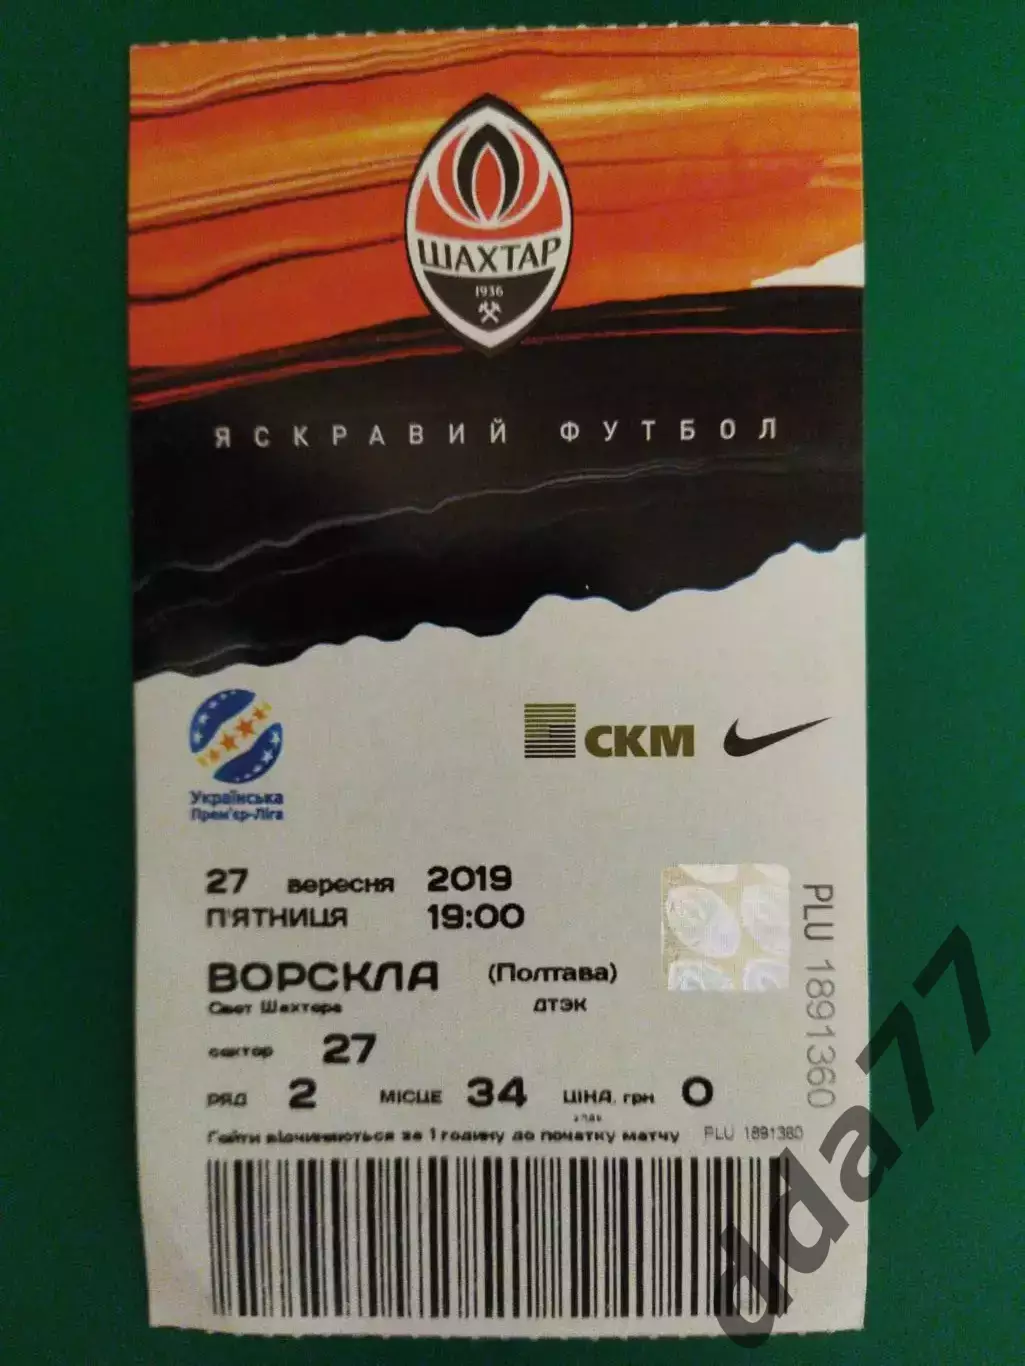 ШАХТАР
1936
ЯСКРАВИЙ ФУТБОЛ
СКМ
Українська
Прем'єр-Ліга
27 вересня 2019
П'ЯТНИЦЯ 19:00
ВОРСКЛА (Полтава)
Свет Шахтера ДТЭК
сектор 27
РЯД 2 МІСЦЕ 34 ЦІНА, грн 0
Гейти відчиняються за 1 годину до початку матчу PLU 1891360
PLU 1891360
dda77